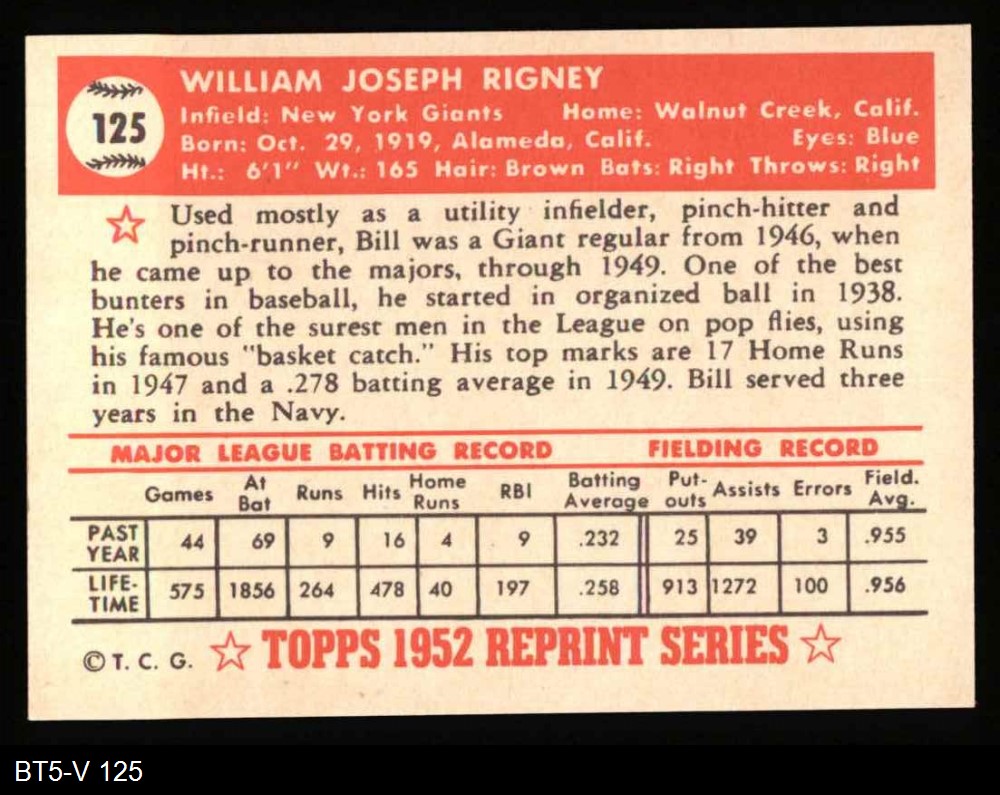 125
WILLIAM JOSEPH RIGNEY
Infield: New York Giants Home: Walnut Creek, Calif.
Born: Oct. 29, 1919, Alameda, Calif. Eyes: Blue
Ht.: 6'1" Wt.: 165 Hair: Brown Bats: Right Throws: Right
Used mostly as a utility infielder, pinch-hitter and
pinch-runner, Bill was a Giant regular from 1946, when
he came up to the majors, through 1949. One of the best
bunters in baseball, he started in organized ball in 1938.
He's one of the surest men in the League on pop flies, using
his famous "basket catch." His top marks are 17 Home Runs
in 1947 and a .278 batting average in 1949. Bill served three
years in the Navy.
MAJOR LEAGUE BATTING RECORD FIELDING RECORD
Games At Bat Runs Hits Home Runs RBI Batting Average Put-outs Assists Errors Field. Avg.
PAST YEAR 44 69 9 16 4 9 .232 25 39 3 .955
LIFE-TIME 575 1856 264 478 40 197 .258 913 1272 100 .956
© T. C. G. ☆ TOPPS 1952 REPRINT SERIES ☆
BT5-V 125